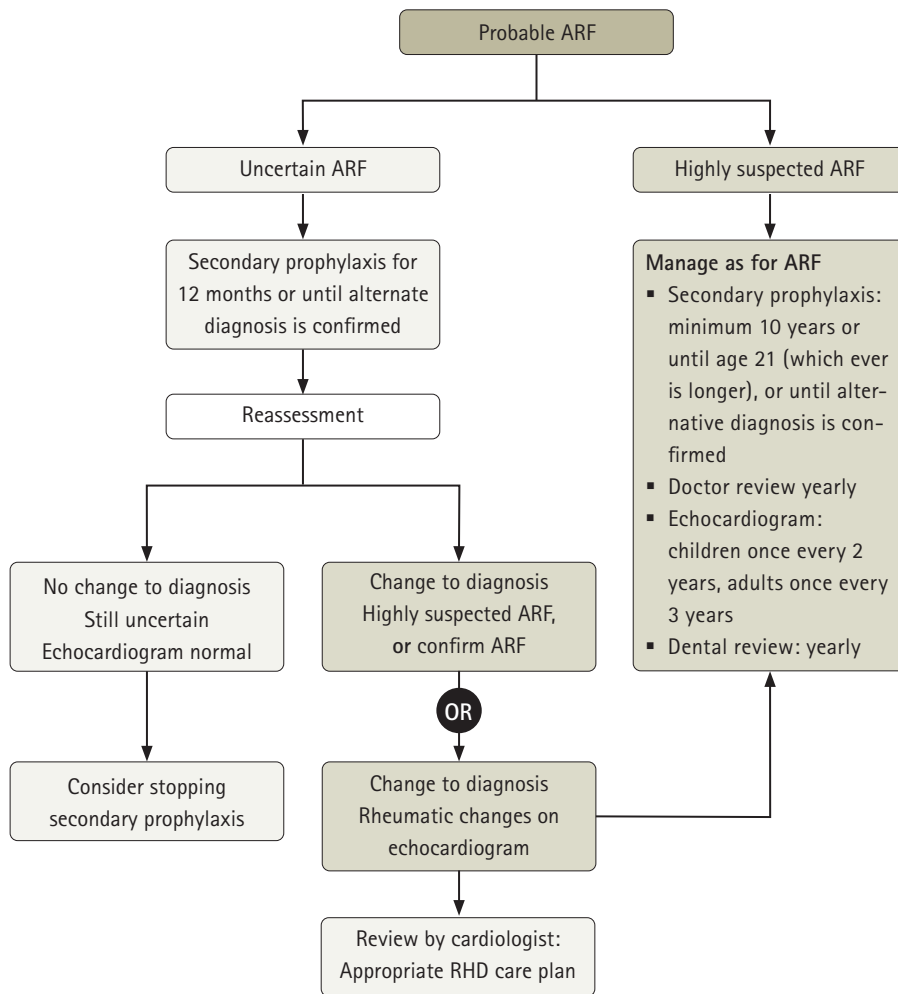 Probable ARF
Uncertain ARF
Highly suspected ARF
Secondary prophylaxis for
12 months or until alternate
diagnosis is confirmed
Reassessment
Manage as for ARF
▪ Secondary prophylaxis:
minimum 10 years or
until age 21 (which ever
is longer), or until alter-
native diagnosis is con-
firmed
▪ Doctor review yearly
▪ Echocardiogram:
children once every 2
years, adults once every
3 years
▪ Dental review: yearly
No change to diagnosis
Still uncertain
Echocardiogram normal
Change to diagnosis
Highly suspected ARF,
or confirm ARF
OR
Consider stopping
secondary prophylaxis
Change to diagnosis
Rheumatic changes on
echocardiogram
Review by cardiologist:
Appropriate RHD care plan